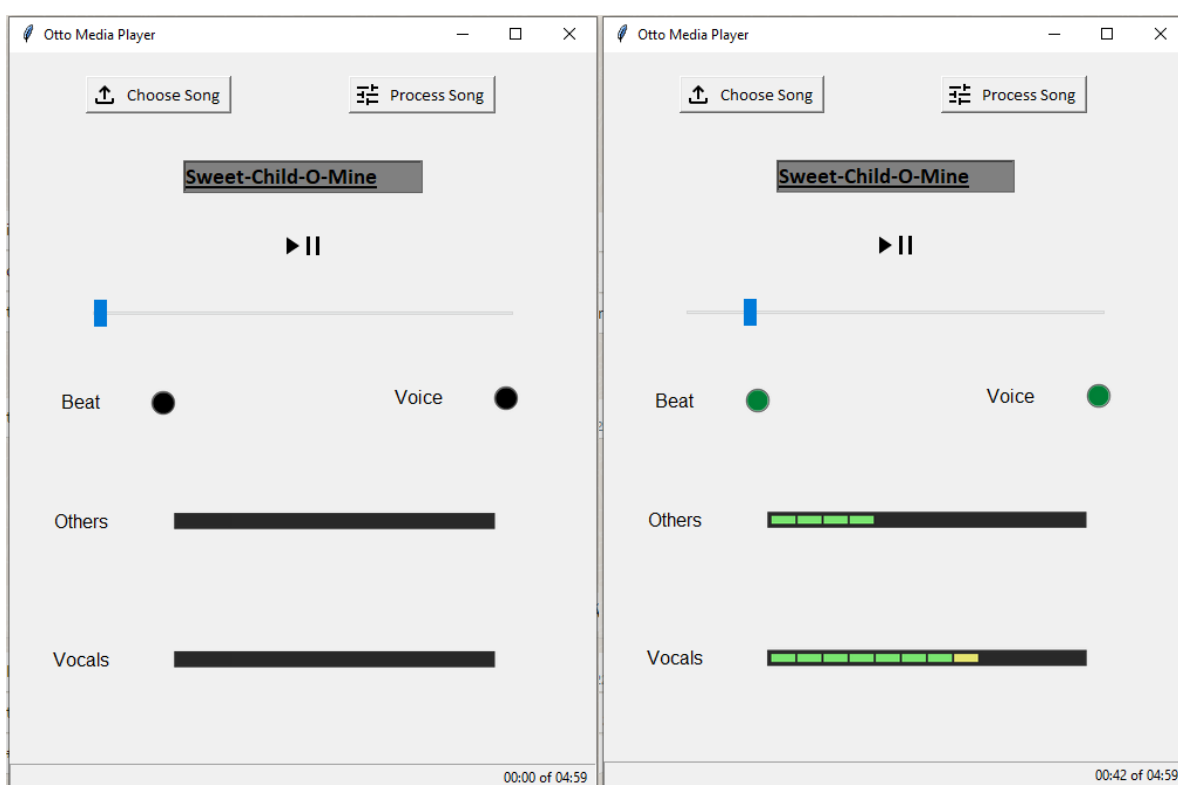 Otto Media Player
Choose Song
Process Song
Sweet-Child-O-Mine
Beat
Voice
Others
Vocals
00:00 of 04:59
Otto Media Player
Choose Song
Process Song
Sweet-Child-O-Mine
Beat
Voice
Others
Vocals
00:42 of 04:59